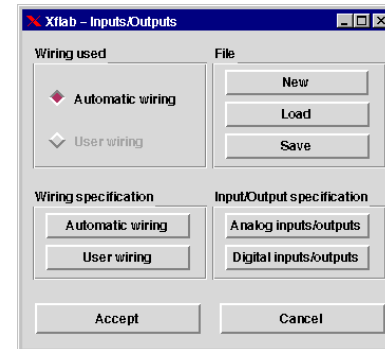 Xflab – Inputs/Outputs
Wiring used
Automatic wiring
User wiring
File
New
Load
Save
Wiring specification
Automatic wiring
User wiring
Input/Output specification
Analog inputs/outputs
Digital inputs/outputs
Accept
Cancel